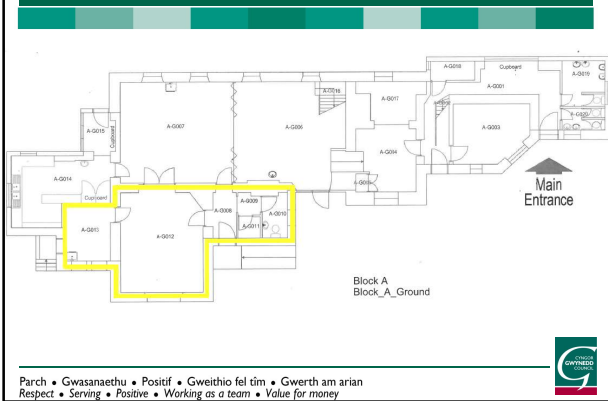 A-G018
Cupboard
A-G019
A-G001
A-G016
A-G017
A-G015
Cupboard
A-G007
A-G006
A-G003
A-G020
A-G004
A-G014
Main
Entrance
Cupboard
A-G009
A-G008
A-G010
A-G011
A-G013
A-G012
Block A
Block_A_Ground
CYNGOR
GWYNEDD
COUNCIL
Parch • Gwasanaethu • Positif • Gweithio fel tîm • Gwerth am arian
Respect • Serving • Positive • Working as a team • Value for money